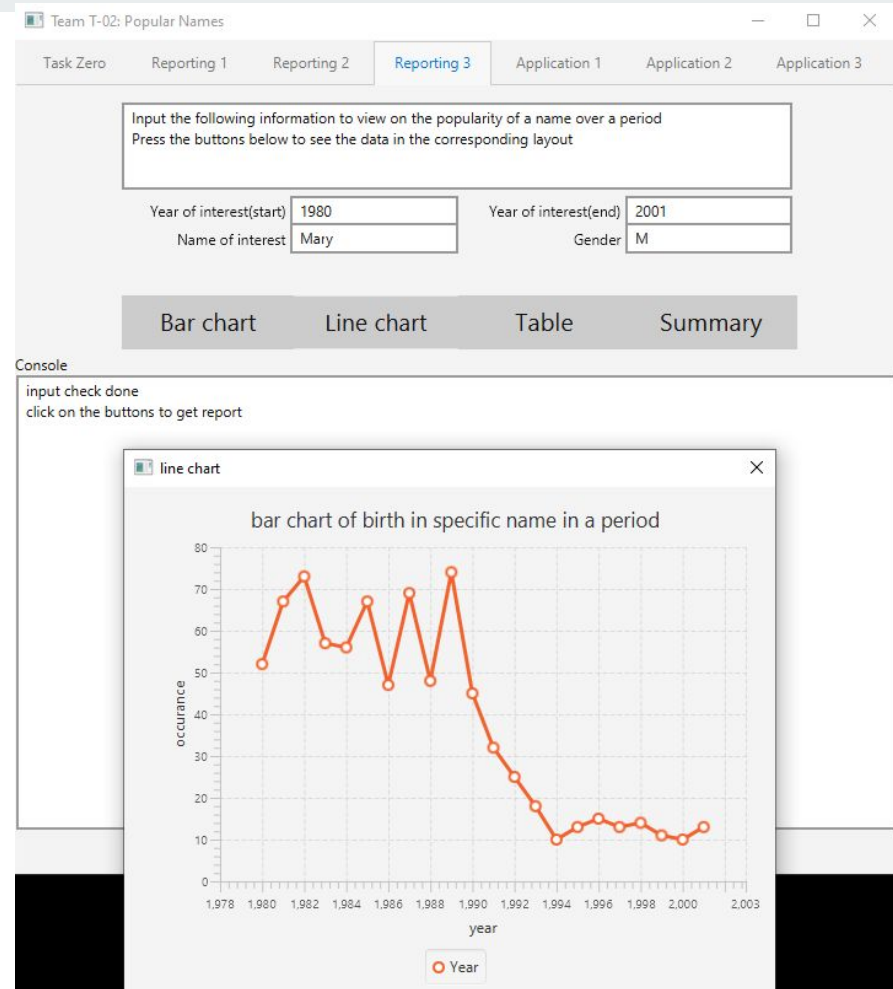 Team T-02: Popular Names
Task Zero Reporting 1 Reporting 2 Reporting 3 Application 1 Application 2 Application 3
Input the following information to view on the popularity of a name over a period
Press the buttons below to see the data in the corresponding layout
Year of interest(start) 1980 Year of interest(end) 2001
Name of interest Mary Gender M
Bar chart Line chart Table Summary
Console
input check done
click on the buttons to get report
line chart
bar chart of birth in specific name in a period
80
70
60
50
40
30
20
10
0
occurance
1,978 1,980 1,982 1,984 1,986 1,988 1,990 1,992 1,994 1,996 1,998 2,000 2,003
year
Year